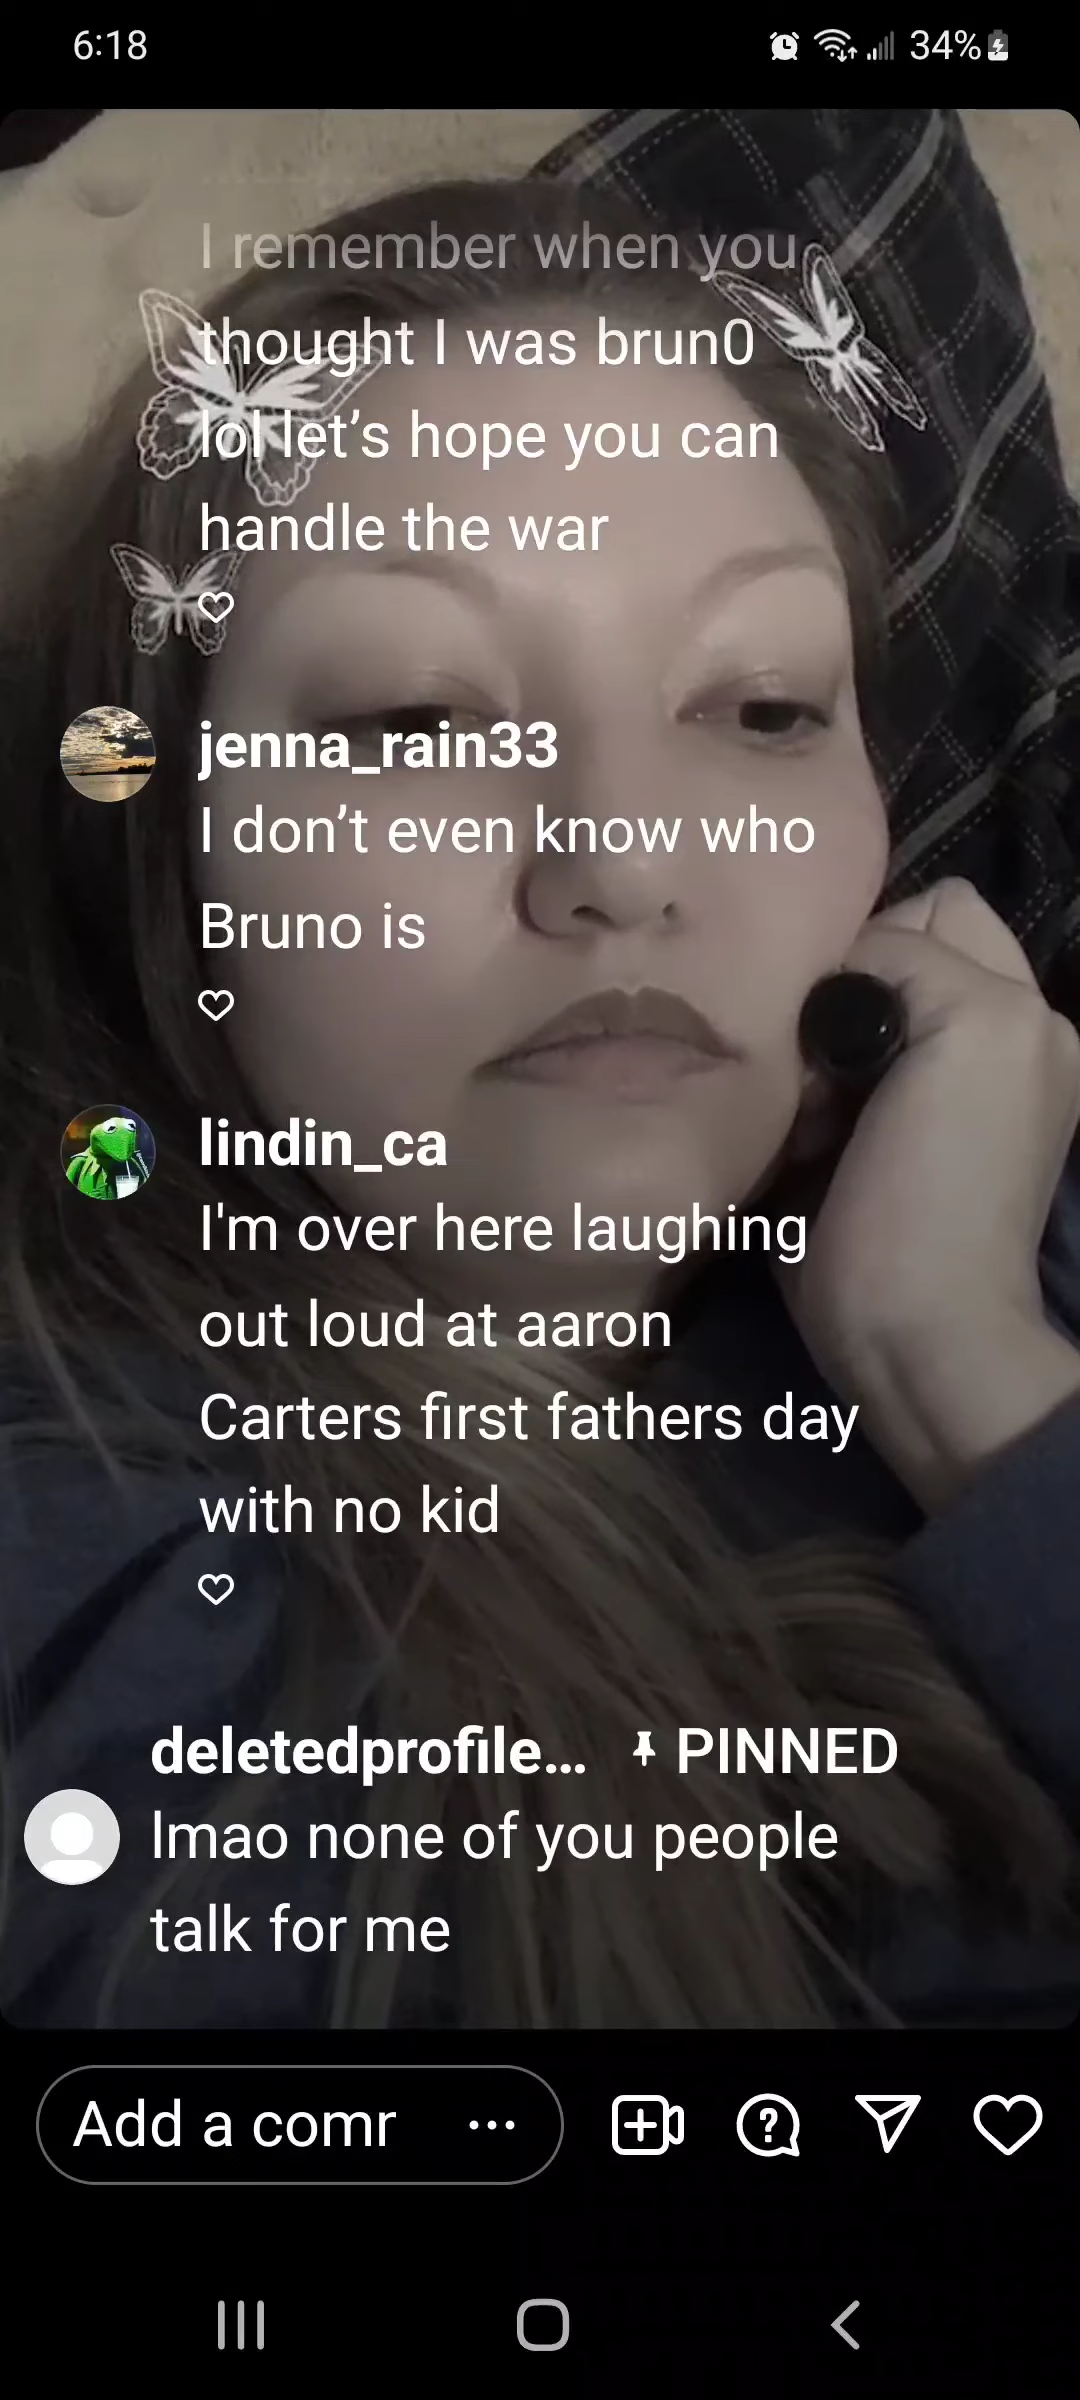 6:18
34%
I remember when you
thought I was brun0
lol let’s hope you can
handle the war
jenna_rain33
I don’t even know who
Bruno is
lindin_ca
I'm over here laughing
out loud at aaron
Carters first fathers day
with no kid
deletedprofile... PINNED
lmao none of you people
talk for me
Add a comr